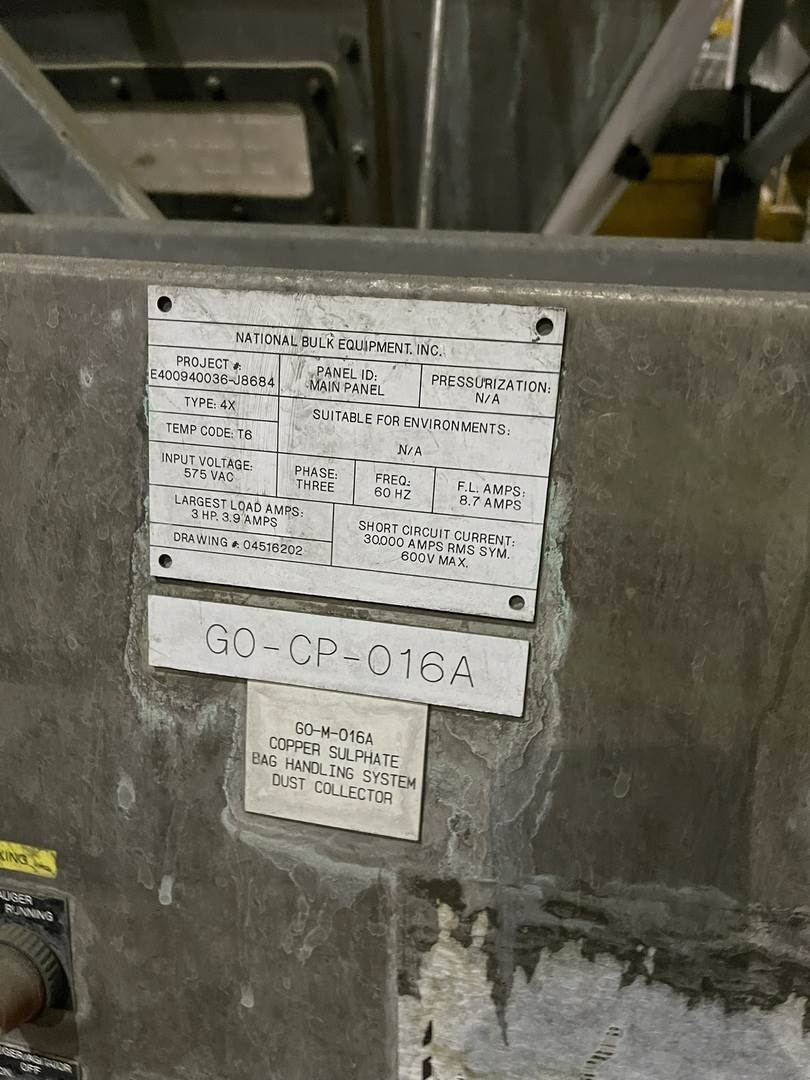 NATIONAL BULK EQUIPMENT, INC.
PROJECT #:
E400940036-J8684
PANEL ID:
MAIN PANEL
PRESSURIZATION:
N/A
TYPE: 4X
TEMP CODE: T6
SUITABLE FOR ENVIRONMENTS:
N/A
INPUT VOLTAGE:
575 VAC
PHASE:
THREE
FREQ:
60 HZ
F.L. AMPS:
8.7 AMPS
LARGEST LOAD AMPS:
3 HP, 3.9 AMPS
DRAWING #: 04516202
SHORT CIRCUIT CURRENT:
30,000 AMPS RMS SYM.
600V MAX.
GO-CP-016A
GO-M-016A
COPPER SULPHATE
BAG HANDLING SYSTEM
DUST COLLECTOR
RUNNING
OFF